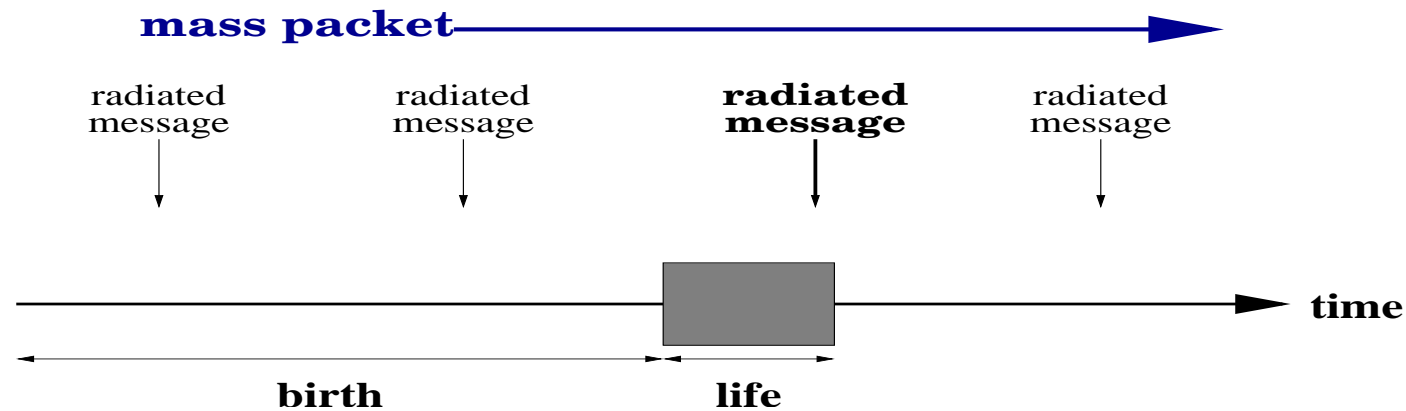 mass packet
radiated
message
radiated
message
radiated
message
radiated
message
time
birth
life